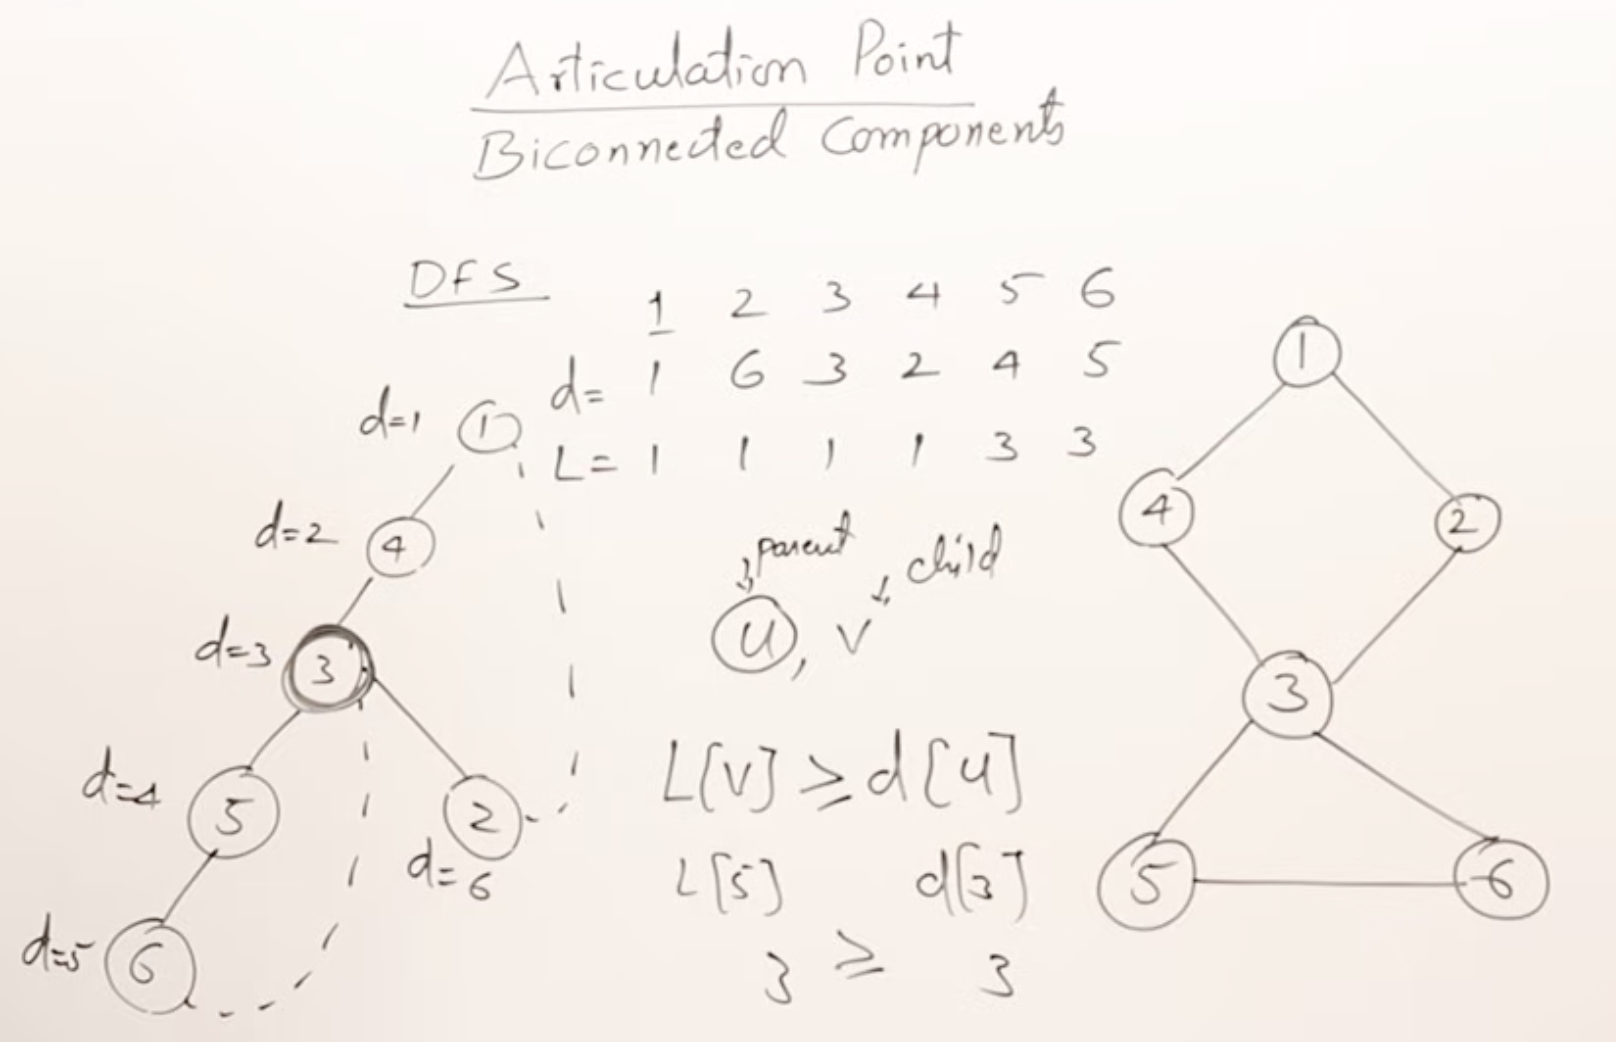 Articulation Point
Biconnected Components
DFS
1 2 3 4 5 6
d= 1 6 3 2 4 5
L= 1 1 1 1 3 3
d=1 1
d=2 4
d=3 3
d=4 5
2
d=6
d=5 6
parent
child
u, v
L[v] ≥ d[u]
L[5] d[3]
3 ≥ 3
1
4 2
3
5 6